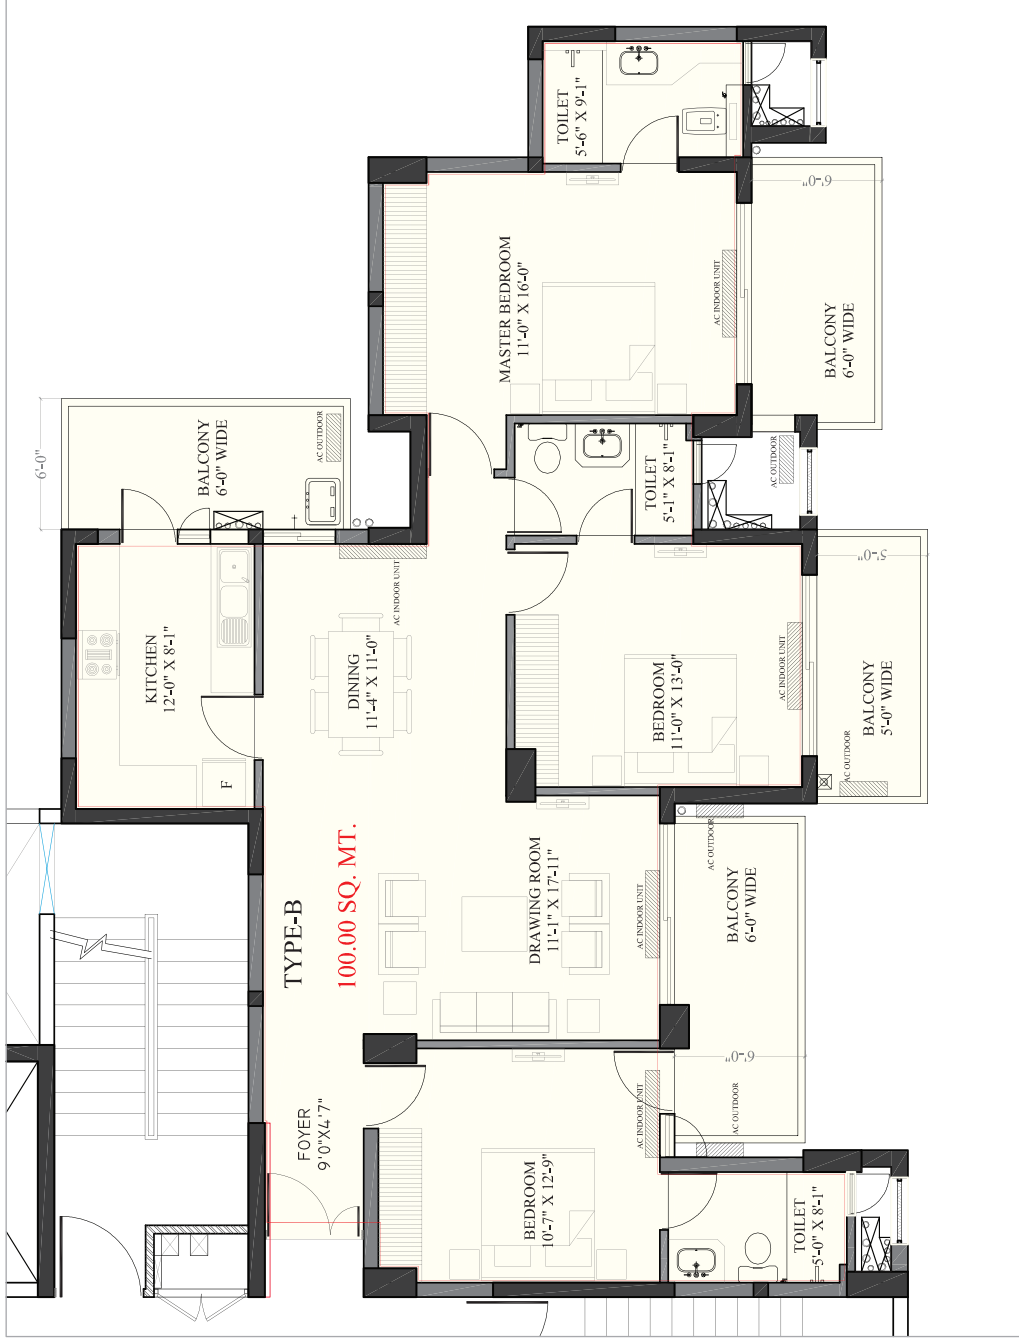 TOILET
5'-6" X 9'-1"
6'-0"
MASTER BEDROOM
11'-0" X 16'-0"
AC INDOOR UNIT
BALCONY
6'-0" WIDE
6'-0"
BALCONY
6'-0" WIDE
AC OUTDOOR
TOILET
5'-1" X 8'-1"
AC OUTDOOR
5'-0"
AC INDOOR UNIT
KITCHEN
12'-0" X 8'-1"
F
DINING
11'-4" X 11'-0"
BEDROOM
11'-0" X 13'-0"
AC INDOOR UNIT
BALCONY
5'-0" WIDE
AC OUTDOOR
TYPE-B
100.00 SQ. MT.
DRAWING ROOM
11'-1" X 17'-11"
AC INDOOR UNIT
AC OUTDOOR
BALCONY
6'-0" WIDE
6'-0"
FOYER
9'0"X4'7"
AC INDOOR UNIT
AC OUTDOOR
BEDROOM
10'-7" X 12'-9"
TOILET
5'-0" X 8'-1"